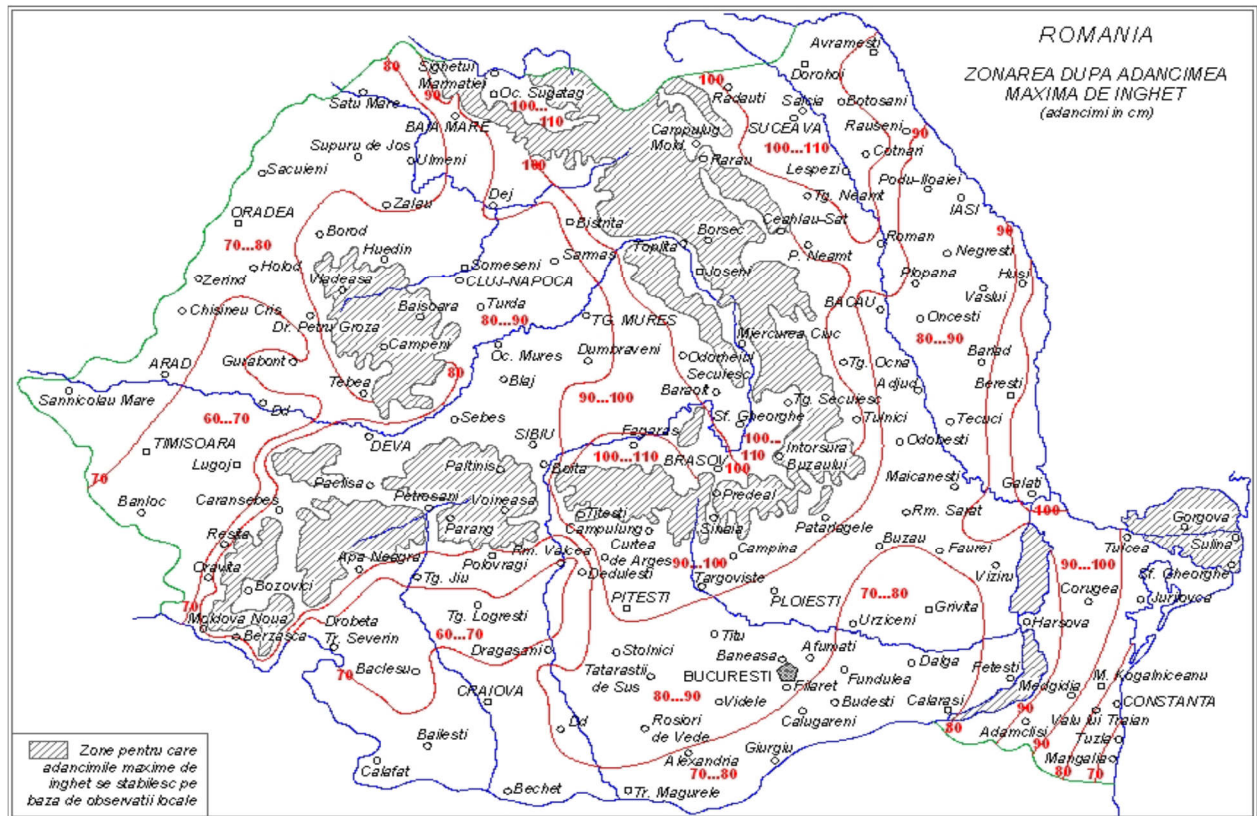 ROMANIA
ZONAREA DUPA ADANCIMEA
MAXIMA DE INGHET
(adancimi in cm)
Avramesti
80
Sighetul
Marmatiei
Dorohoi
90
Oc. Sugatag
100
Radauti
Satu Mare
100...
110
Salcia
Botosani
BAIA MARE
SUCEAVA
Rauseni
90
Campulug
Mold.
100...110
Cotnari
Supuru de Jos
Ulmeni
100
Rarau
Lespezi
Sacuieni
Podu-Iloaiei
Tg. Neamt
IASI
Zalau
Dej
ORADEA
Bistrita
Ceahlau-Sat
90
Borod
Borsec
Roman
70...80
Huedin
Toplita
P. Neamt
Negresti
Holod
Someseni
Sarmas
Joseni
Zerind
Vladeasa
CLUJ-NAPOCA
Plopana
Husi
Vaslui
Chisineu Cris
Baisoara
Turda
BACAU
Dr. Petru Groza
80...90
TG. MURES
Oncesti
Campeni
Miercurea Ciuc
80...90
Gurabont
Oc. Mures
Dumbraveni
Odorheiul
Secuiesc
Tg. Ocna
Barlad
ARAD
80
Blaj
Adjud
Beresti
Sannicolau Mare
Tebea
Baraolt
60...70
Dd
90...100
Tg. Secuiesc
Sebes
Sf. Gheorghe
Tulnici
Tecuci
TIMISOARA
DEVA
SIBIU
Fagaras
100...
110
Odobesti
Lugoj
Paltinis
Boita
100...110
BRASOV
Intorsura
Buzaului
70
100
Paclisa
Maicanesti
Galati
Banloc
Caransebes
Petrosani
Voineasa
Predeal
100
Parang
Titesti
Sinaia
Patarlagele
Rm. Sarat
Gorgova
Resita
Campulung
Tulcea
Sulina
Rm. Valcea
Curtea
de Arges
Buzau
Faurei
Apa Neagra
Polovragi
90...100
Campina
90...100
Oravita
Tg. Jiu
Dedulesti
Targoviste
Viziru
Sf. Gheorghe
Bozovici
70...80
Corugea
Jurilovca
70
PITESTI
PLOIESTI
Moldova Noua
Drobeta
Tr. Severin
Tg. Logresti
Grivita
Berzasca
60...70
Titu
Urziceni
Harsova
Dragasani
Stolnici
Baneasa
Afumati
70
Baclesu
Tatarastii
de Sus
BUCURESTI
Dalga
Fetesti
M. Kogalniceanu
CRAIOVA
80...90
Filaret
Fundulea
Medgidia
CONSTANTA
Videle
Budesti
Calarasi
90
Valu lui Traian
Dd
Rosiori
de Vede
Calugareni
80
Adamclisi
Tuzla
Bailesti
90
Alexandria
Giurgiu
Mangalia
Calafat
70...80
80
70
Bechet
Tr. Magurele
Zone pentru care
adancimile maxime de
inghet se stabilesc pe
baza de observatii locale